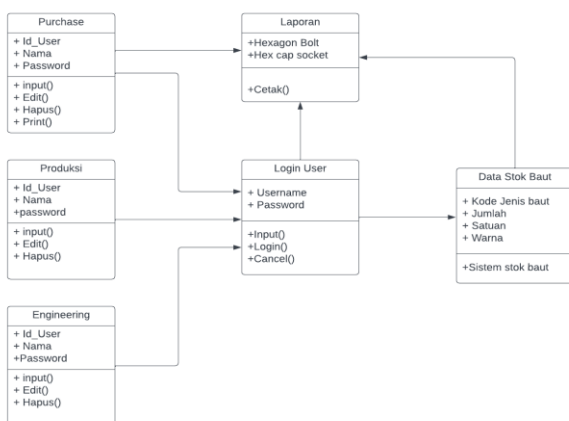 Purchase
+ Id_User
+ Nama
+ Password
+ input()
+ Edit()
+ Hapus()
+ Print()
Laporan
+Hexagon Bolt
+Hex cap socket
+Cetak()
Produksi
+ Id_User
+ Nama
+password
+ input()
+ Edit()
+ Hapus()
Login User
+ Username
+ Password
+Input()
+Login()
+Cancel()
Data Stok Baut
+ Kode Jenis baut
+ Jumlah
+ Satuan
+ Warna
+Sistem stok baut
Engineering
+ Id_User
+ Nama
+Password
+ input()
+ Edit()
+ Hapus()